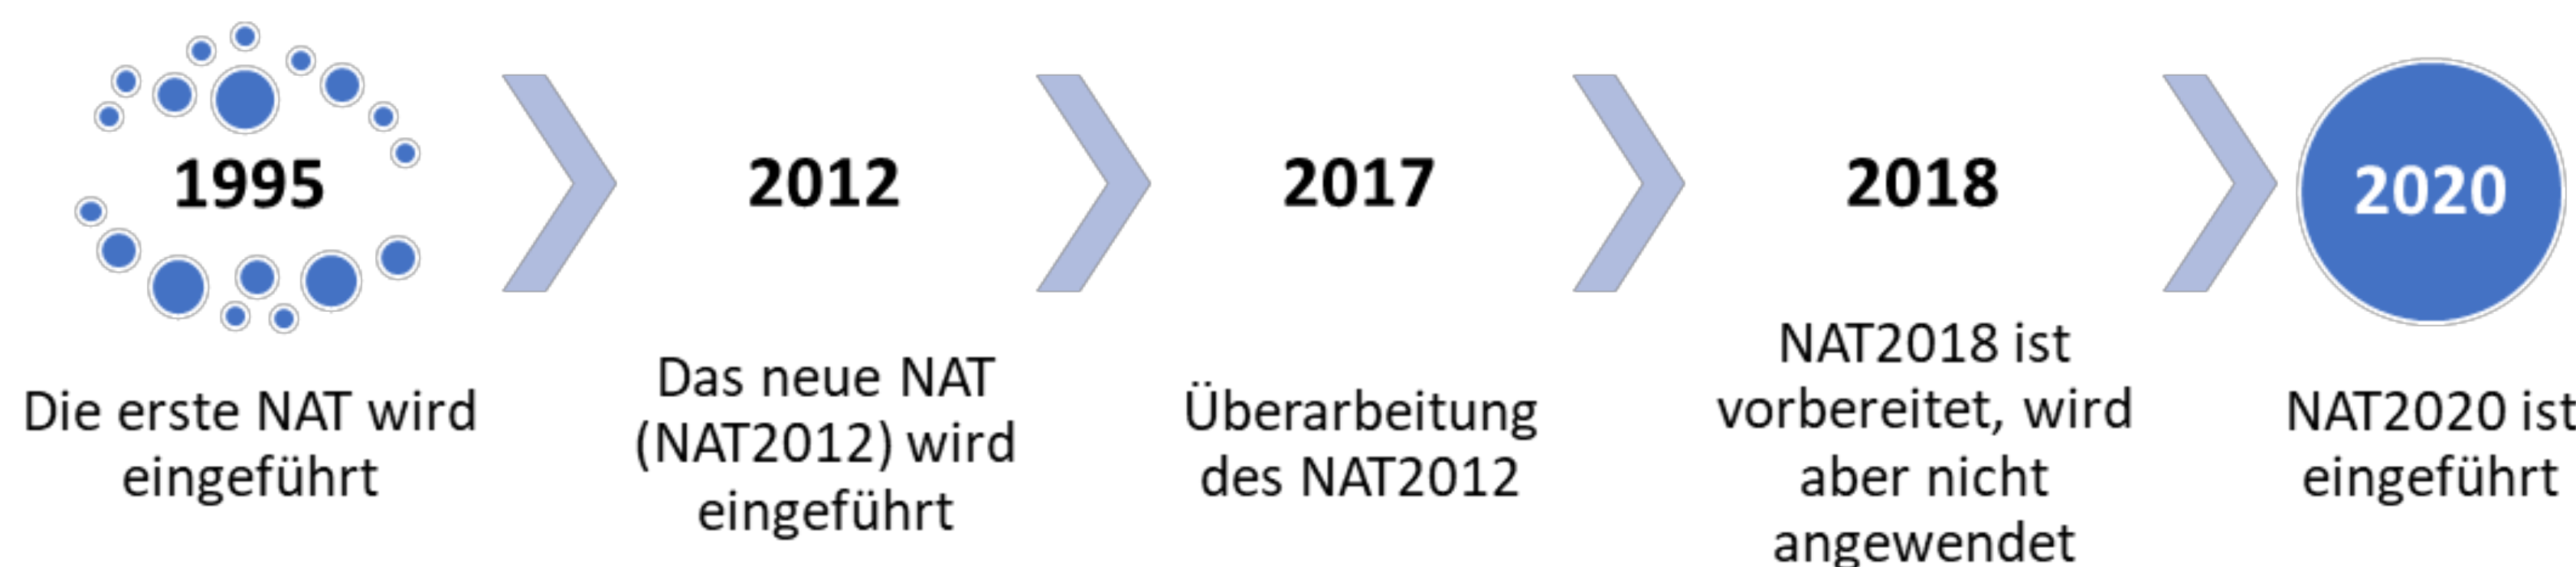 1995
Die erste NAT wird
eingeführt
2012
Das neue NAT
(NAT2012) wird
eingeführt
2017
Überarbeitung
des NAT2012
2018
NAT2018 ist
vorbereitet, wird
aber nicht
angewendet
2020
NAT2020 ist
eingeführt